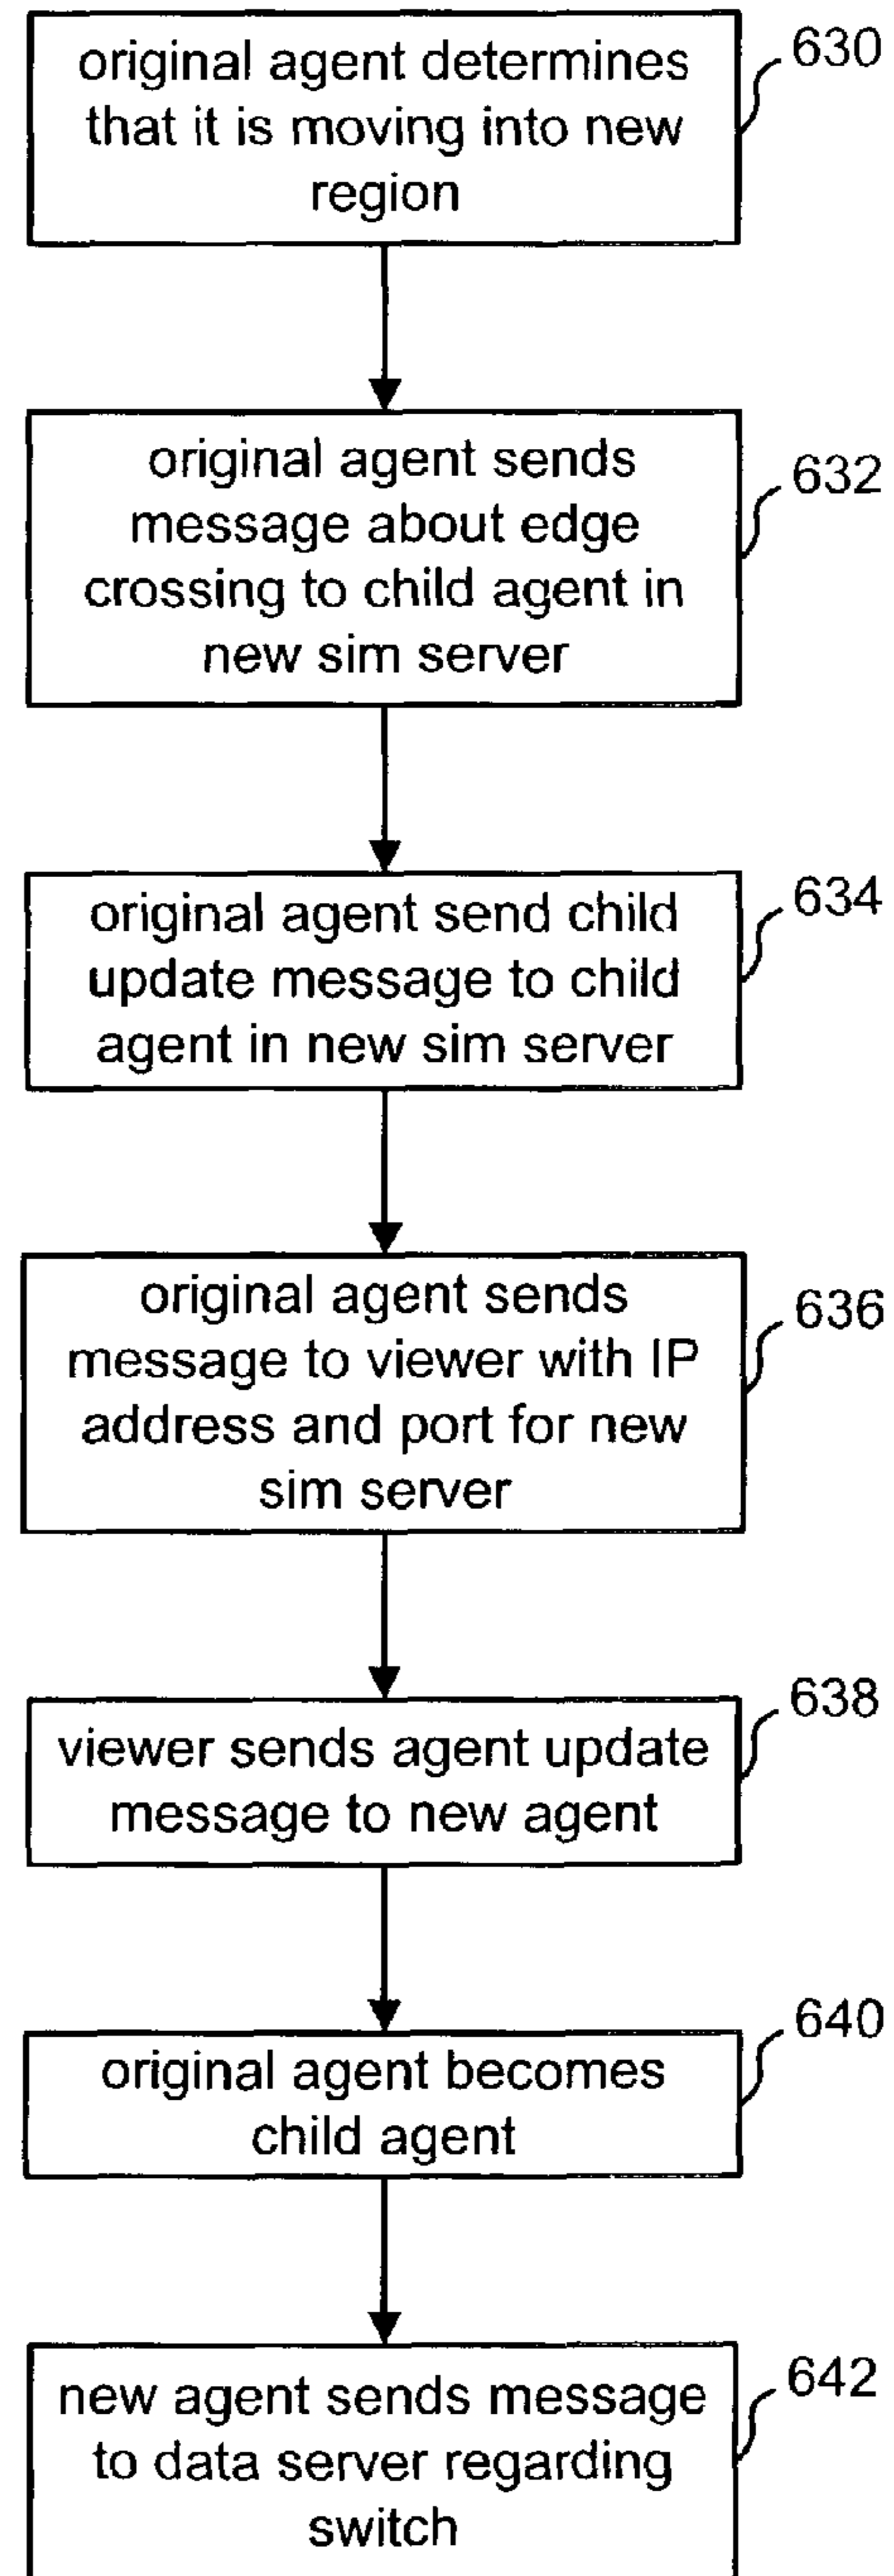 original agent determines
that it is moving into new
region
630
original agent sends
message about edge
crossing to child agent in
new sim server
632
original agent send child
update message to child
agent in new sim server
634
original agent sends
message to viewer with IP
address and port for new
sim server
636
viewer sends agent update
message to new agent
638
original agent becomes
child agent
640
new agent sends message
to data server regarding
switch
642